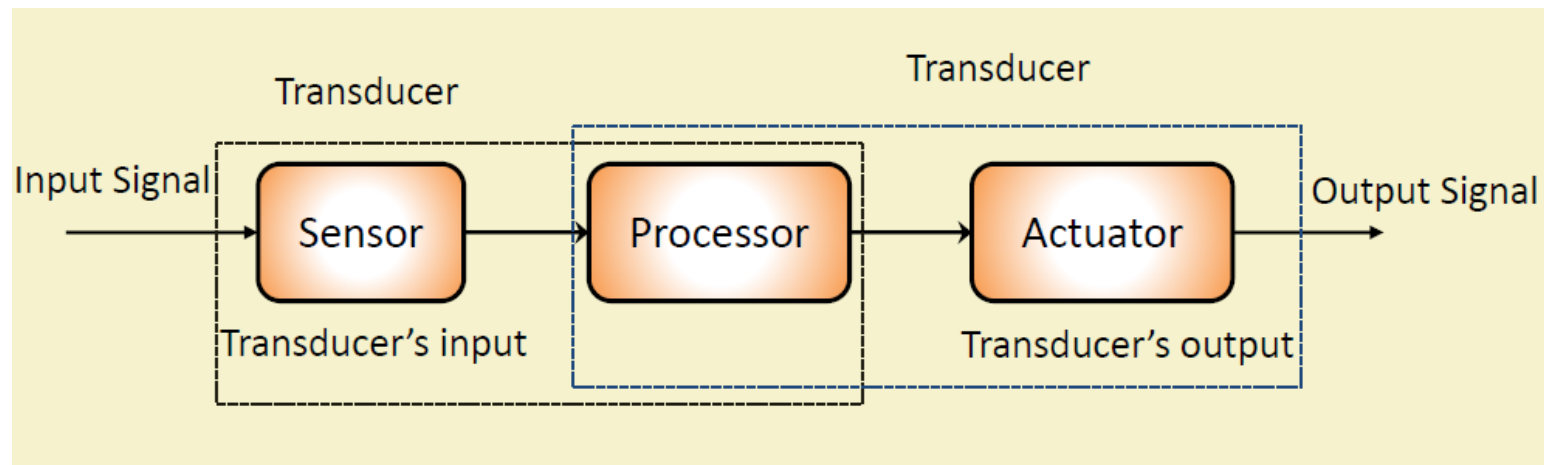 Transducer
Transducer
Input Signal
Output Signal
Sensor
Processor
Actuator
Transducer’s input
Transducer’s output